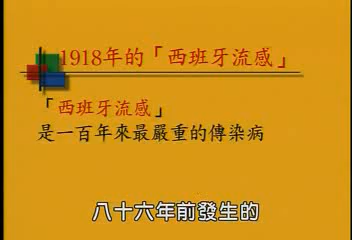 1918年的「西班牙流感」
「西班牙流感」
是一百年來最嚴重的傳染病
八十六年前發生的